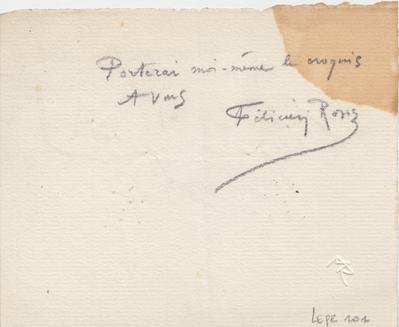 Porterai moi-même le croquis
A Vous
Félicien Rops
Lepe 101